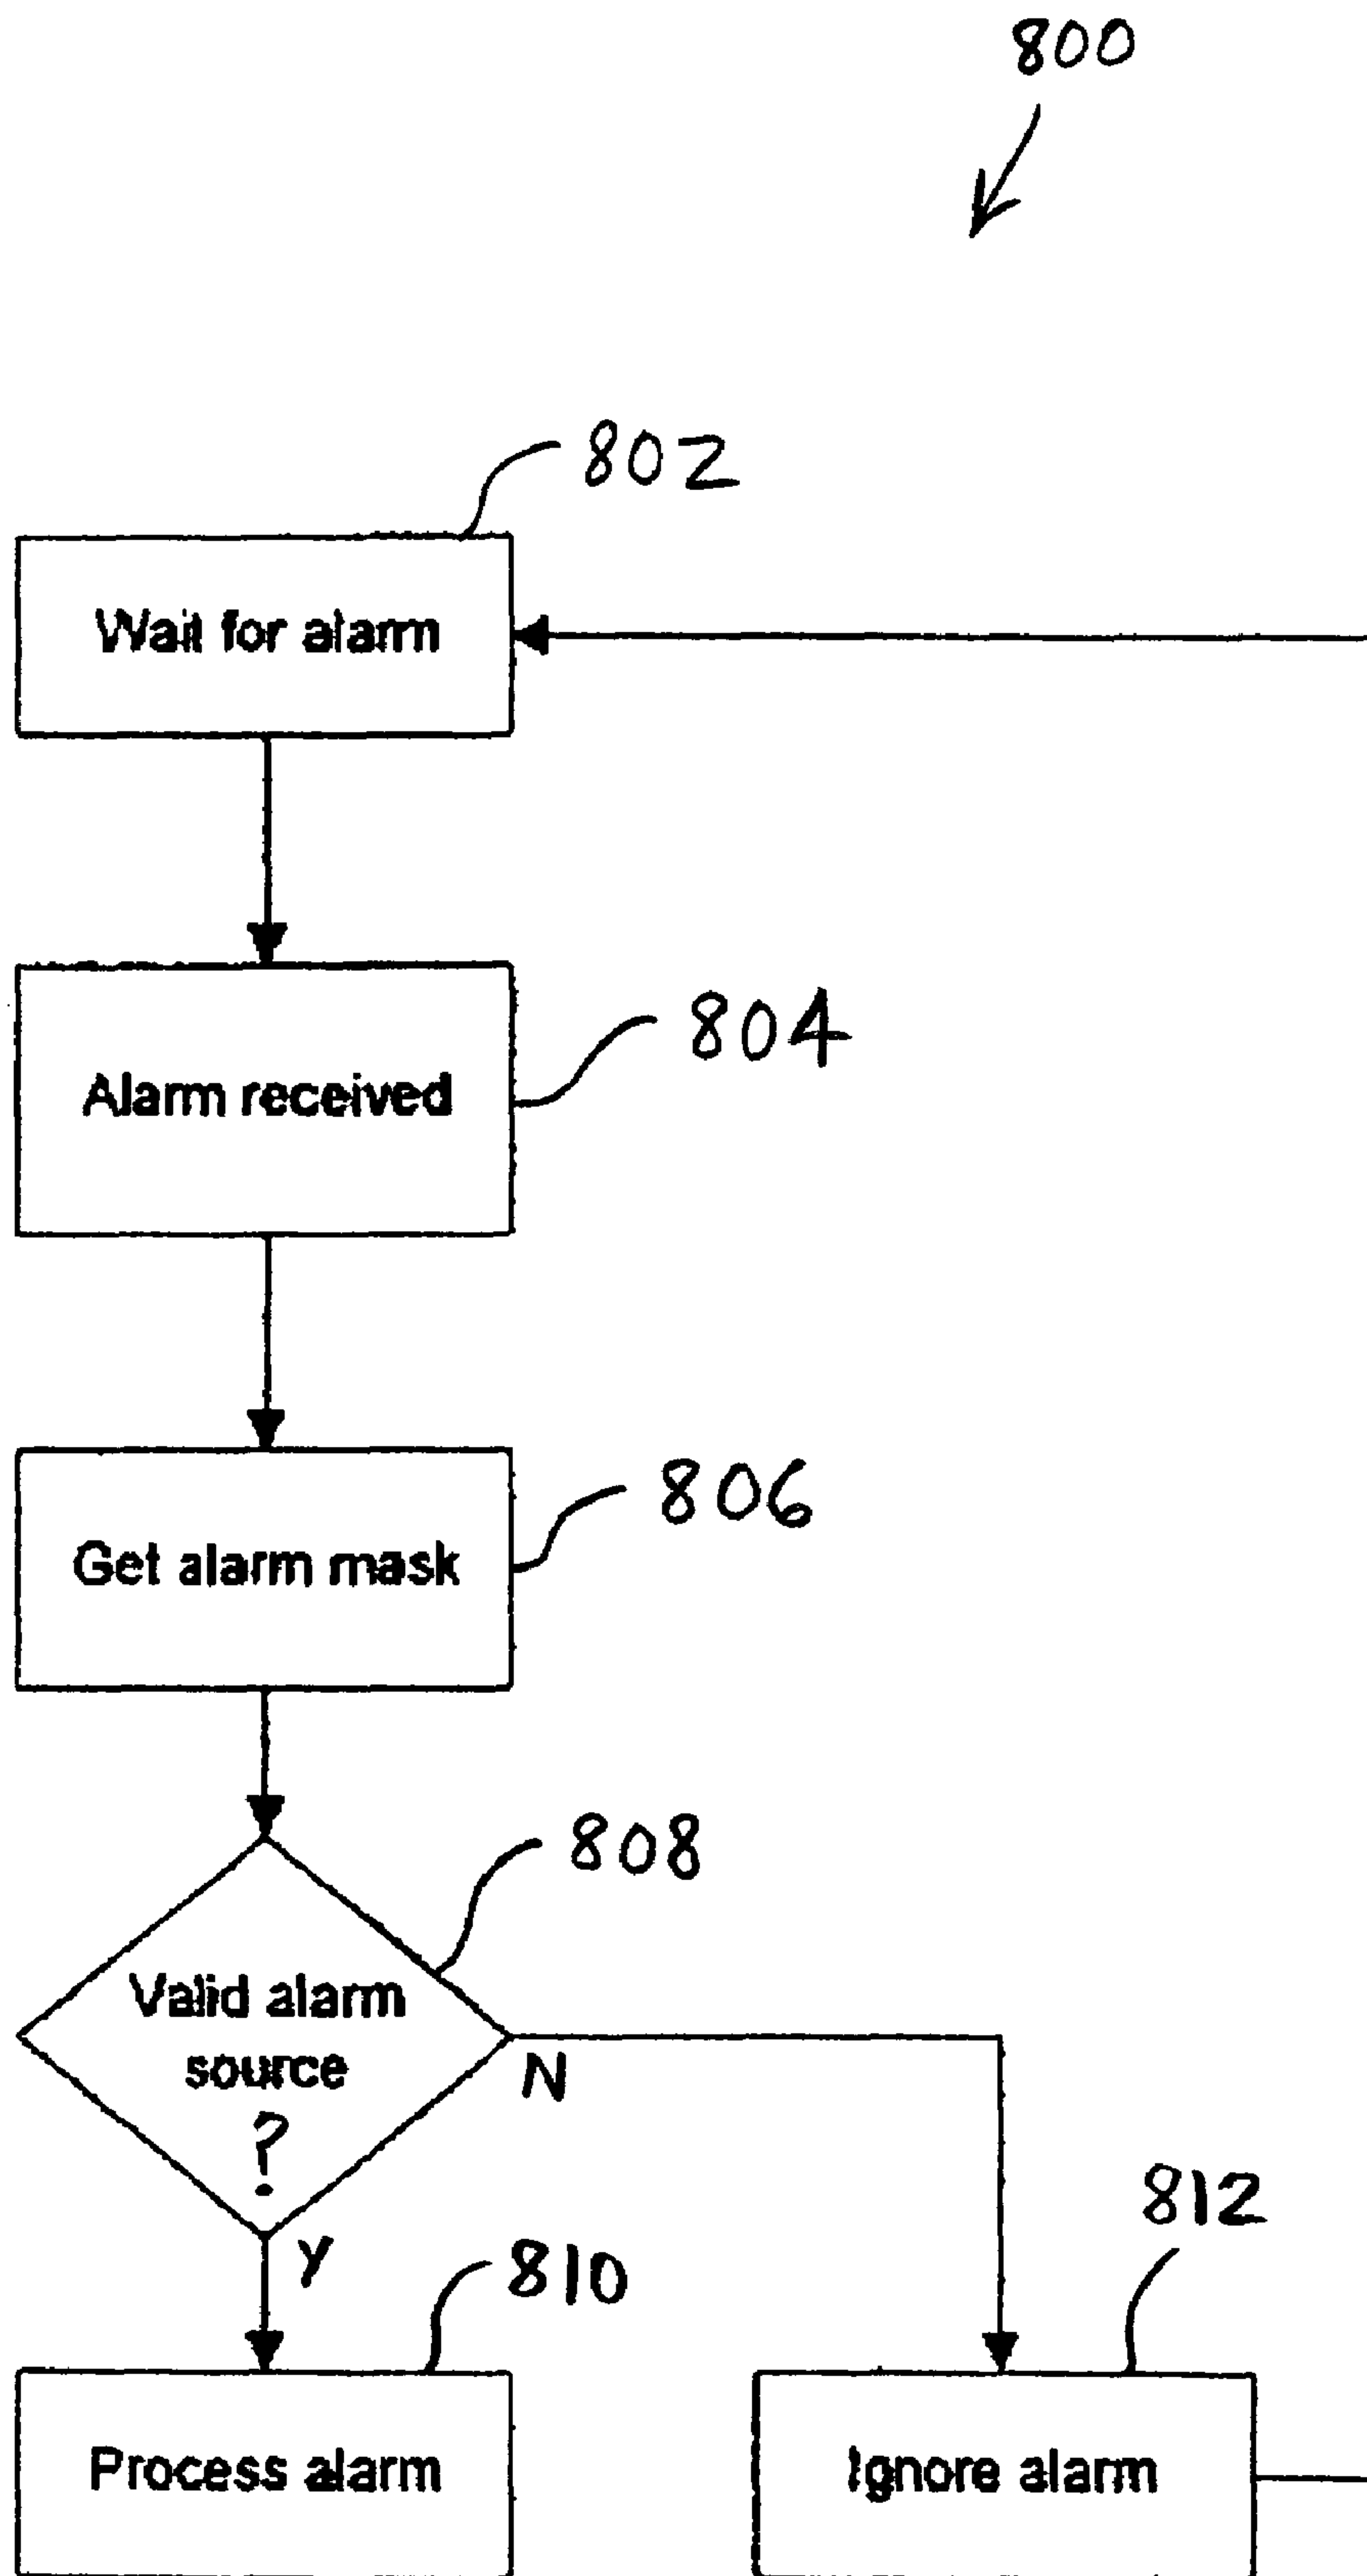 800
802
Wait for alarm
804
Alarm received
806
Get alarm mask
808
Valid alarm
source
?
N
Y
810
812
Process alarm
Ignore alarm